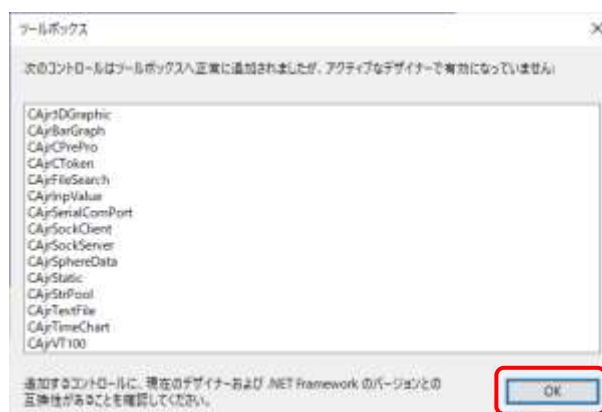 ツールボックス
次のコントロールはツールボックスへ正常に追加されましたが、アクティブなデザイナーで有効になっていません:
CAjr3DGraphic
CAjrBarGraph
CAjrCPrePro
CAjrCToken
CAjrFileSearch
CAjrInpValue
CAjrSerialComPort
CAjrSockClient
CAjrSockServer
CAjrSphereData
CAjrStatic
CAjrStrPool
CAjrTextFile
CAjrTimeChart
CAjrVT100
追加するコントロールに、現在のデザイナーおよび .NET Framework のバージョンとの
互換性があることを確認してください。
OK